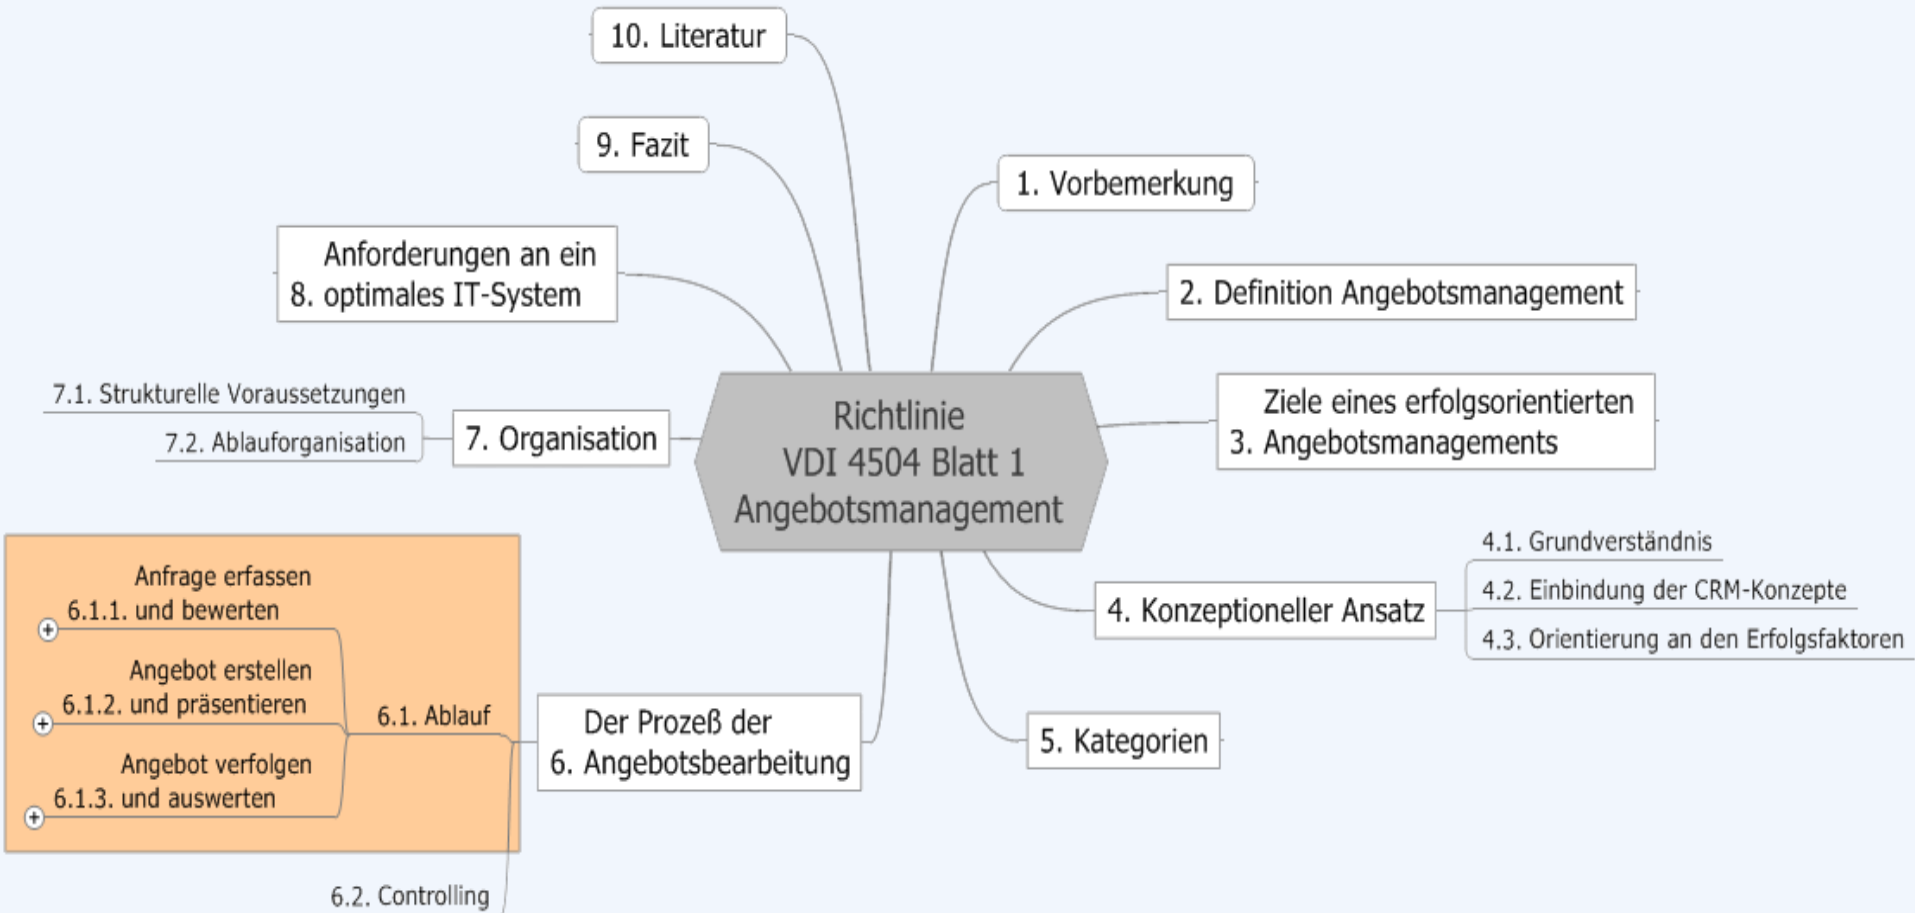 Richtlinie
VDI 4504 Blatt 1
Angebotsmanagement
1. Vorbemerkung
2. Definition Angebotsmanagement
Ziele eines erfolgsorientierten
3. Angebotsmanagements
4. Konzeptioneller Ansatz
4.1. Grundverständnis
4.2. Einbindung der CRM-Konzepte
4.3. Orientierung an den Erfolgsfaktoren
5. Kategorien
Der Prozeß der
6. Angebotsbearbeitung
6.1. Ablauf
Anfrage erfassen
6.1.1. und bewerten
Angebot erstellen
6.1.2. und präsentieren
Angebot verfolgen
6.1.3. und auswerten
6.2. Controlling
7. Organisation
7.1. Strukturelle Voraussetzungen
7.2. Ablauforganisation
Anforderungen an ein
8. optimales IT-System
9. Fazit
10. Literatur